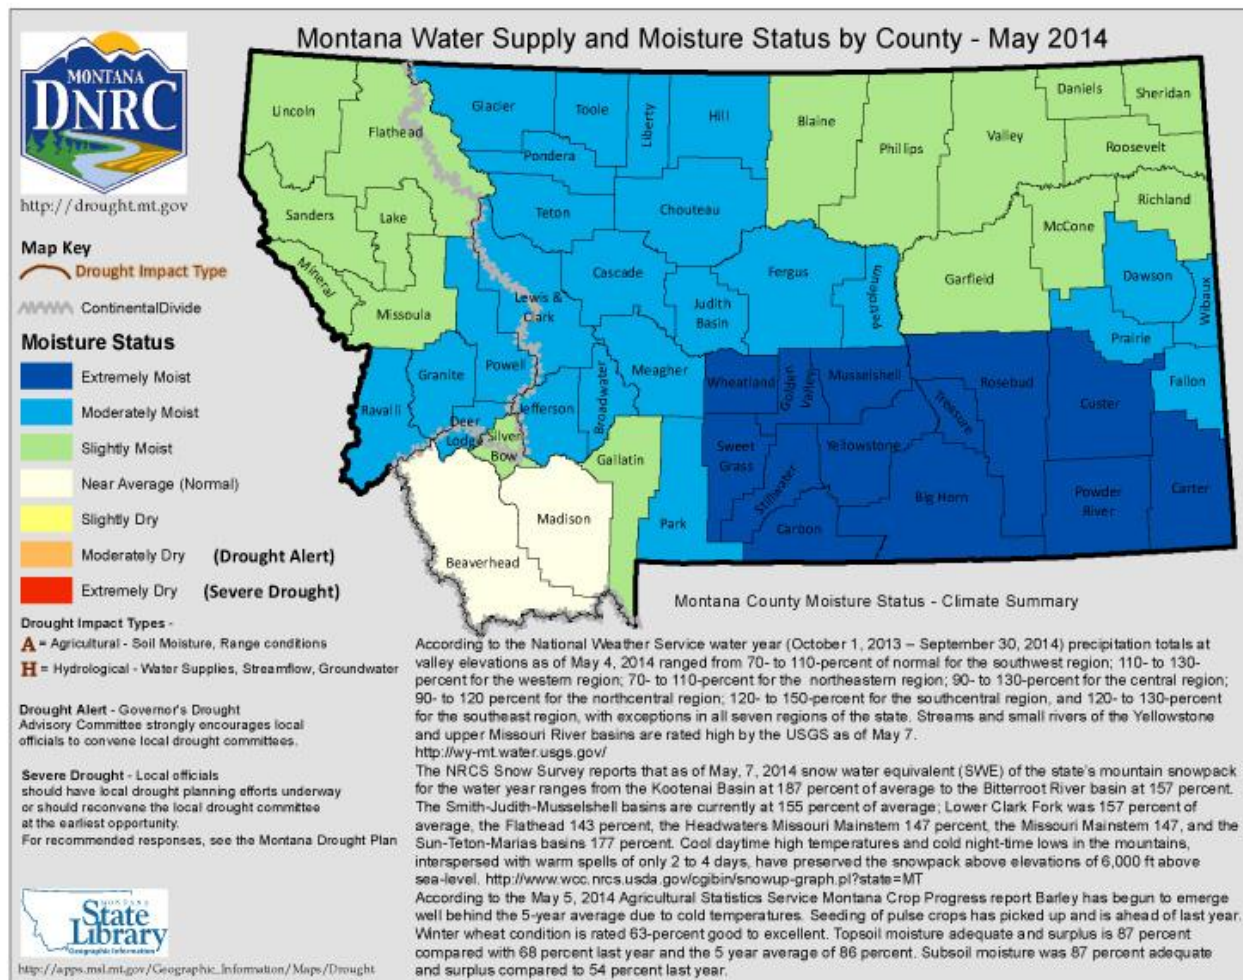 Montana Water Supply and Moisture Status by County - May 2014
MONTANA
DNRC
http://drought.mt.gov
Map Key
Drought Impact Type
ContinentalDivide
Moisture Status
Extremely Moist
Moderately Moist
Slightly Moist
Near Average (Normal)
Slightly Dry
Moderately Dry (Drought Alert)
Extremely Dry (Severe Drought)
Drought Impact Types -
A = Agricultural - Soil Moisture, Range conditions
H = Hydrological - Water Supplies, Streamflow, Groundwater
Drought Alert - Governor's Drought
Advisory Committee strongly encourages local
officials to convene local drought committees.
Severe Drought - Local officials
should have local drought planning efforts underway
or should reconvene the local drought committee
at the earliest opportunity.
For recommended responses, see the Montana Drought Plan
MONTANA
State
Library
Geographic Information
http://apps.msl.mt.gov/Geographic_Information/Maps/Drought
Lincoln
Flathead
Glacier
Toole
Liberty
Hill
Blaine
Phillips
Valley
Daniels
Sheridan
Roosevelt
Pondera
Sanders
Lake
Teton
Chouteau
Richland
McCone
Mineral
Missoula
Lewis &
Clark
Cascade
Judith
Basin
Fergus
Petroleum
Garfield
Dawson
Wibaux
Prairie
Ravalli
Granite
Powell
Deer
Lodge
Silver
Bow
Jefferson
Broadwater
Meagher
Wheatland
Golden
Valley
Musselshell
Treasure
Rosebud
Custer
Fallon
Gallatin
Sweet
Grass
Stillwater
Yellowstone
Big Horn
Powder
River
Carter
Park
Carbon
Madison
Beaverhead
Montana County Moisture Status - Climate Summary
According to the National Weather Service water year (October 1, 2013 – September 30, 2014) precipitation totals at
valley elevations as of May 4, 2014 ranged from 70- to 110-percent of normal for the southwest region; 110- to 130-
percent for the western region; 70- to 110-percent for the northeastern region; 90- to 130-percent for the central region;
90- to 120 percent for the northcentral region; 120- to 150-percent for the southcentral region, and 120- to 130-percent
for the southeast region, with exceptions in all seven regions of the state. Streams and small rivers of the Yellowstone
and upper Missouri River basins are rated high by the USGS as of May 7.
http://wy-mt.water.usgs.gov/
The NRCS Snow Survey reports that as of May, 7, 2014 snow water equivalent (SWE) of the state's mountain snowpack
for the water year ranges from the Kootenai Basin at 187 percent of average to the Bitterroot River basin at 157 percent.
The Smith-Judith-Musselshell basins are currently at 155 percent of average; Lower Clark Fork was 157 percent of
average, the Flathead 143 percent, the Headwaters Missouri Mainstem 147 percent, the Missouri Mainstem 147, and the
Sun-Teton-Marias basins 177 percent. Cool daytime high temperatures and cold night-time lows in the mountains,
interspersed with warm spells of only 2 to 4 days, have preserved the snowpack above elevations of 6,000 ft above
sea-level. http://www.wcc.nrcs.usda.gov/cgibin/snowup-graph.pl?state=MT
According to the May 5, 2014 Agricultural Statistics Service Montana Crop Progress report Barley has begun to emerge
well behind the 5-year average due to cold temperatures. Seeding of pulse crops has picked up and is ahead of last year.
Winter wheat condition is rated 63-percent good to excellent. Topsoil moisture adequate and surplus is 87 percent
compared with 68 percent last year and the 5 year average of 86 percent. Subsoil moisture was 87 percent adequate
and surplus compared to 54 percent last year.